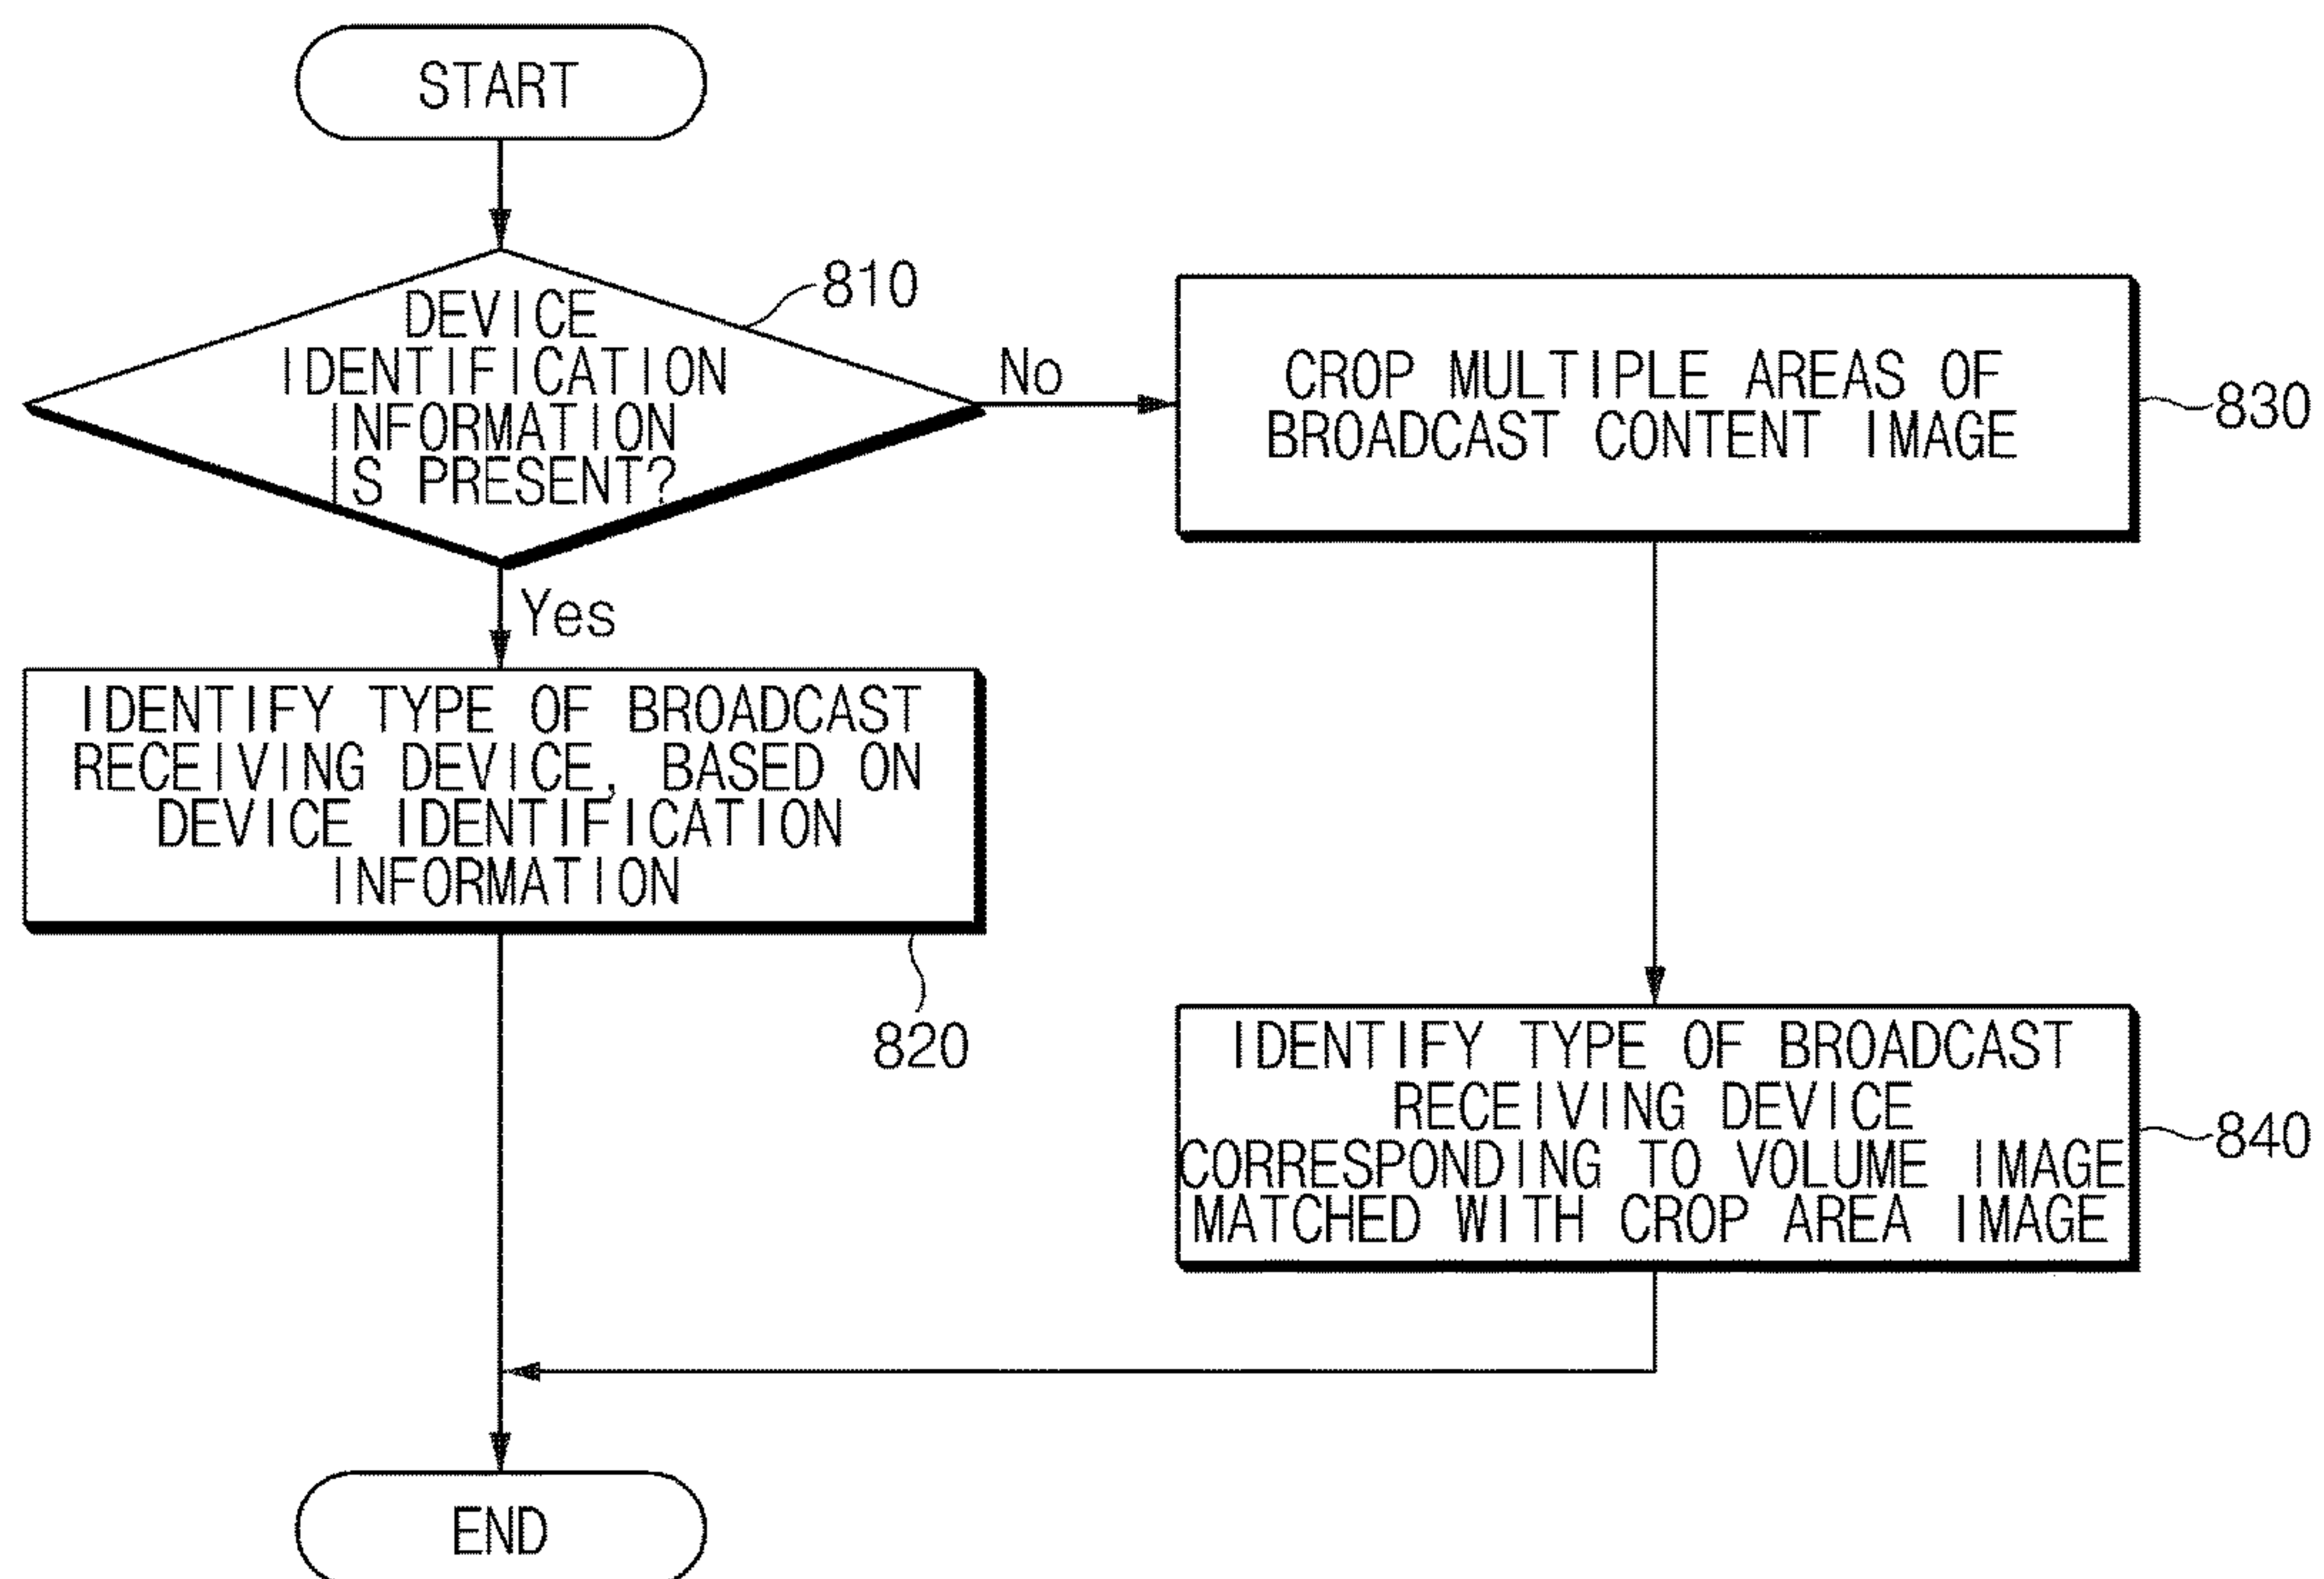 START
810
DEVICE
IDENTIFICATION
INFORMATION
IS PRESENT?
No
CROP MULTIPLE AREAS OF
BROADCAST CONTENT IMAGE
830
Yes
IDENTIFY TYPE OF BROADCAST
RECEIVING DEVICE, BASED ON
DEVICE IDENTIFICATION
INFORMATION
820
IDENTIFY TYPE OF BROADCAST
RECEIVING DEVICE
CORRESPONDING TO VOLUME IMAGE
MATCHED WITH CROP AREA IMAGE
840
END